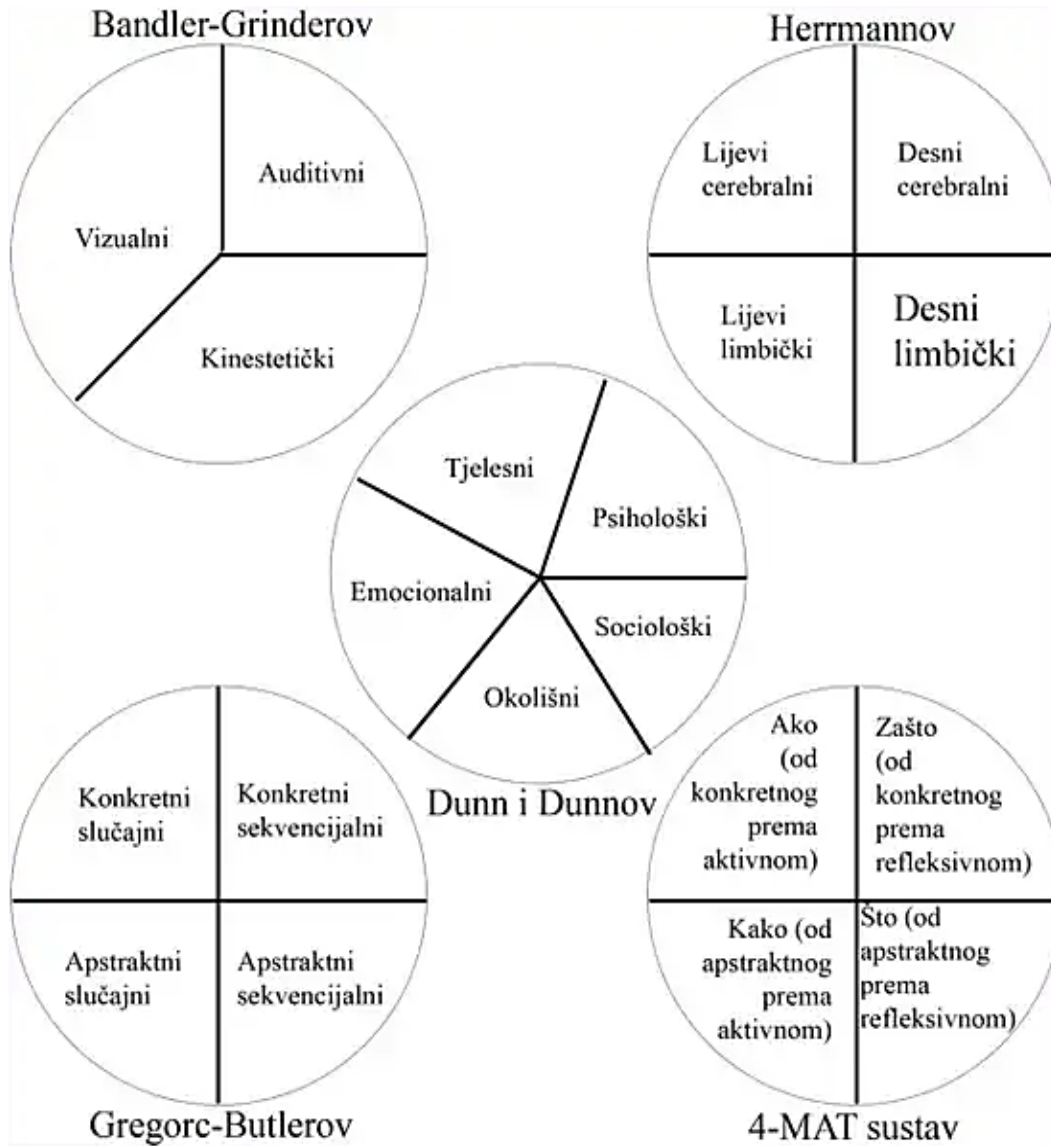 Bandler-Grinderov
Auditivni
Vizualni
Kinestetički
Herrmannov
Lijevi
cerebralni
Desni
cerebralni
Lijevi
limbički
Desni
limbički
Tjelesni
Psihološki
Emocionalni
Sociološki
Okolišni
Dunn i Dunnov
Konkretni
slučajni
Konkretni
sekvencijalni
Apstraktni
slučajni
Apstraktni
sekvencijalni
Gregorc-Butlerov
Ako
(od
konkretnog
prema
aktivnom)
Zašto
(od
konkretnog
prema
refleksivnom)
Kako (od
apstraktnog
prema
aktivnom)
Što (od
apstraktnog
prema
refleksivnom)
4-MAT sustav